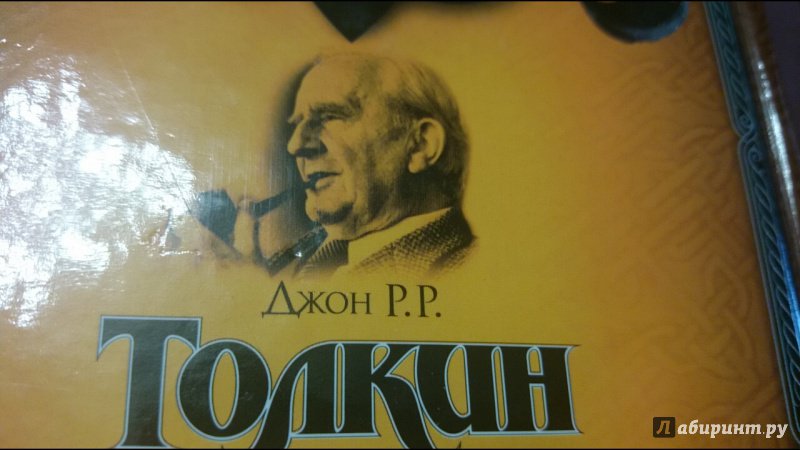 Джон Р.Р.
Толкин
Лабиринт.ру